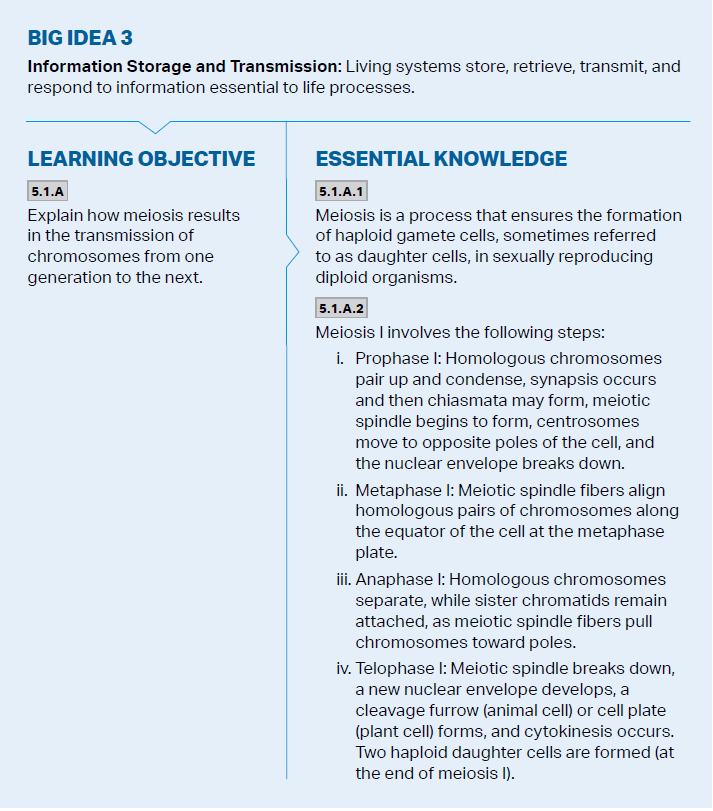 BIG IDEA 3
Information Storage and Transmission: Living systems store, retrieve, transmit, and
respond to information essential to life processes.
LEARNING OBJECTIVE
5.1.A
Explain how meiosis results
in the transmission of
chromosomes from one
generation to the next.
ESSENTIAL KNOWLEDGE
5.1.A.1
Meiosis is a process that ensures the formation
of haploid gamete cells, sometimes referred
to as daughter cells, in sexually reproducing
diploid organisms.
5.1.A.2
Meiosis I involves the following steps:
i. Prophase I: Homologous chromosomes
pair up and condense, synapsis occurs
and then chiasmata may form, meiotic
spindle begins to form, centrosomes
move to opposite poles of the cell, and
the nuclear envelope breaks down.
ii. Metaphase I: Meiotic spindle fibers align
homologous pairs of chromosomes along
the equator of the cell at the metaphase
plate.
iii. Anaphase I: Homologous chromosomes
separate, while sister chromatids remain
attached, as meiotic spindle fibers pull
chromosomes toward poles.
iv. Telophase I: Meiotic spindle breaks down,
a new nuclear envelope develops, a
cleavage furrow (animal cell) or cell plate
(plant cell) forms, and cytokinesis occurs.
Two haploid daughter cells are formed (at
the end of meiosis I).